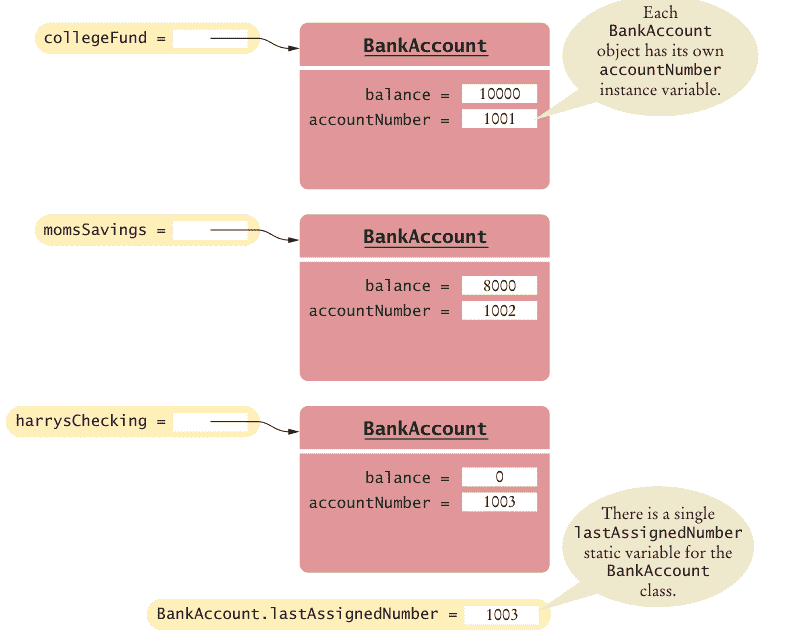 collegeFund =
BankAccount
balance = 10000
accountNumber = 1001
Each
BankAccount
object has its own
accountNumber
instance variable.
momsSavings =
BankAccount
balance = 8000
accountNumber = 1002
harrysChecking =
BankAccount
balance = 0
accountNumber = 1003
There is a single
lastAssignedNumber
static variable for the
BankAccount
class.
BankAccount.lastAssignedNumber = 1003